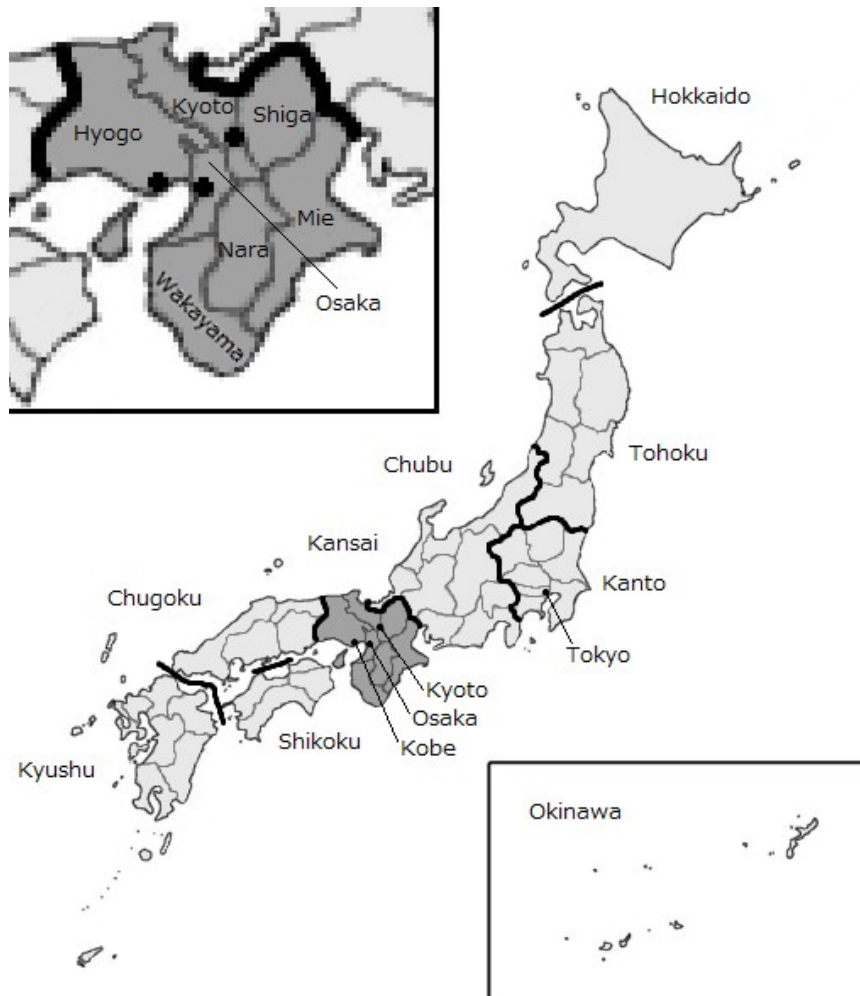 Kyoto
Shiga
Hyogo
Mie
Nara
Osaka
Wakayama
Hokkaido
Chubu
Tohoku
Kansai
Chugoku
Kanto
Tokyo
Kyoto
Osaka
Kobe
Shikoku
Kyushu
Okinawa